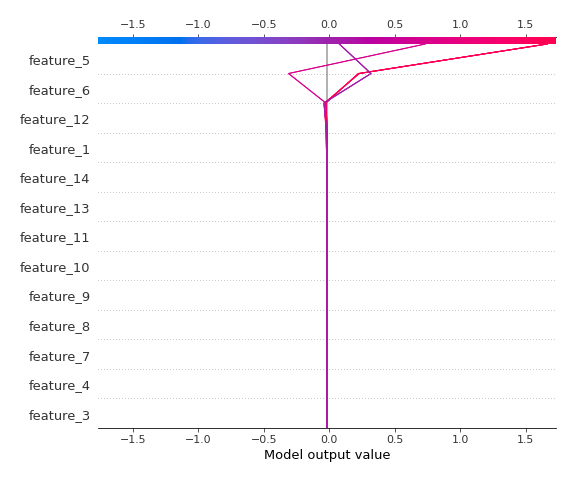 −1.5 −1.0 −0.5 0.0 0.5 1.0 1.5
feature_5
feature_6
feature_12
feature_1
feature_14
feature_13
feature_11
feature_10
feature_9
feature_8
feature_7
feature_4
feature_3
−1.5 −1.0 −0.5 0.0 0.5 1.0 1.5
Model output value